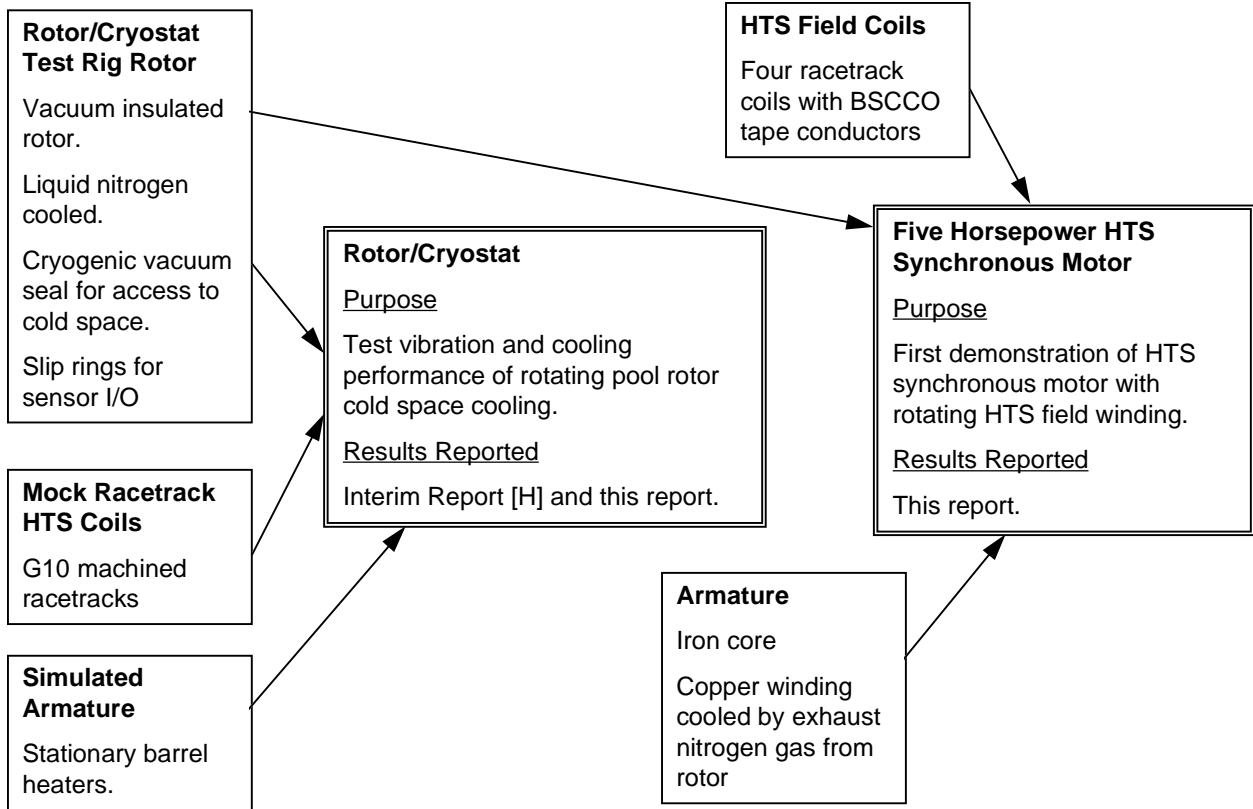 Rotor/Cryostat
Test Rig Rotor
Vacuum insulated
rotor.
Liquid nitrogen
cooled.
Cryogenic vacuum
seal for access to
cold space.
Slip rings for
sensor I/O
Mock Racetrack
HTS Coils
G10 machined
racetracks
Simulated
Armature
Stationary barrel
heaters.
Rotor/Cryostat
Purpose
Test vibration and cooling
performance of rotating pool rotor
cold space cooling.
Results Reported
Interim Report [H] and this report.
HTS Field Coils
Four racetrack
coils with BSCCO
tape conductors
Five Horsepower HTS
Synchronous Motor
Purpose
First demonstration of HTS
synchronous motor with
rotating HTS field winding.
Results Reported
This report.
Armature
Iron core
Copper winding
cooled by exhaust
nitrogen gas from
rotor